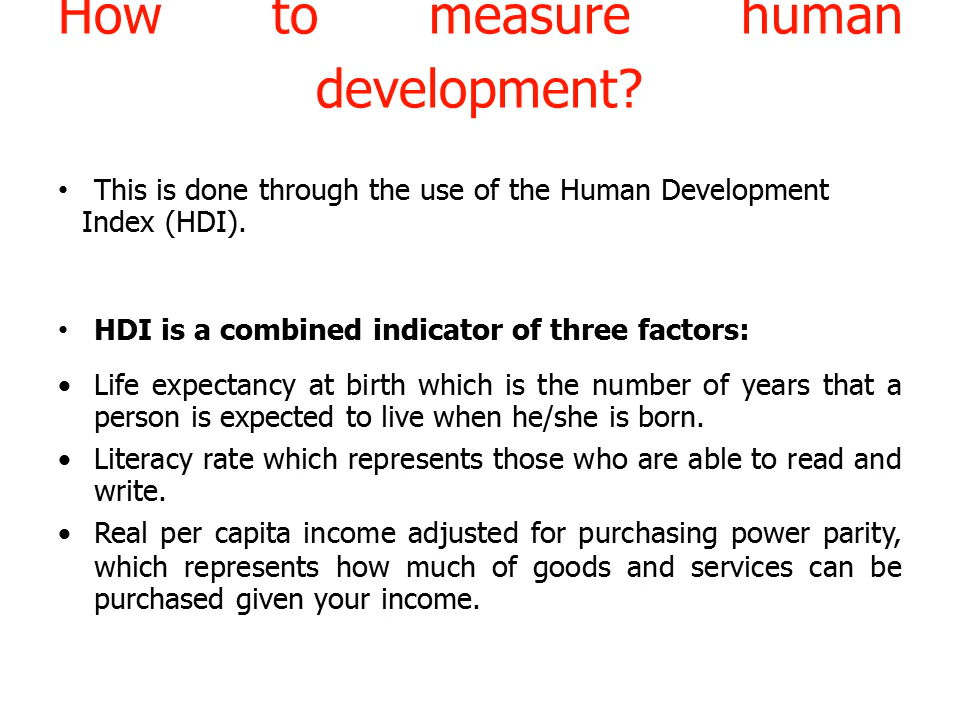 How to measure human
development?
• This is done through the use of the Human Development
Index (HDI).
• HDI is a combined indicator of three factors:
• Life expectancy at birth which is the number of years that a
person is expected to live when he/she is born.
• Literacy rate which represents those who are able to read and
write.
• Real per capita income adjusted for purchasing power parity,
which represents how much of goods and services can be
purchased given your income.